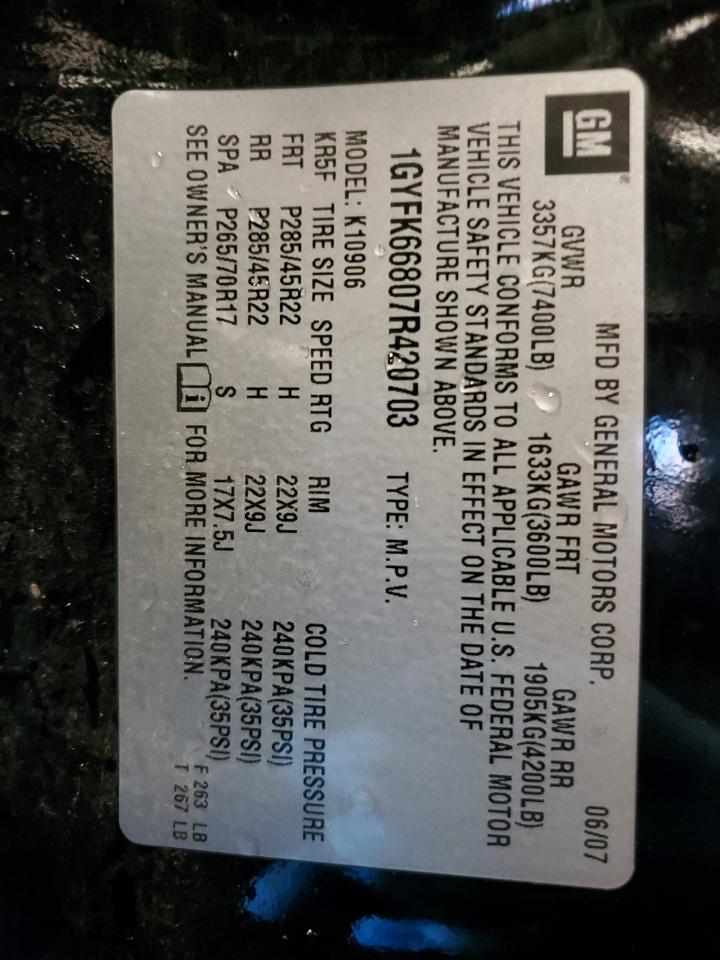 GM
MFD BY GENERAL MOTORS CORP. 06/07
GVWR GAWR FRT GAWR RR
3357KG(7400LB) 1633KG(3600LB) 1905KG(4200LB)
THIS VEHICLE CONFORMS TO ALL APPLICABLE U.S. FEDERAL MOTOR
VEHICLE SAFETY STANDARDS IN EFFECT ON THE DATE OF
MANUFACTURE SHOWN ABOVE.
1GYFK66807R420703 TYPE: M.P.V.
MODEL: K10906
KR5F TIRE SIZE SPEED RTG RIM COLD TIRE PRESSURE
FRT P285/45R22 H 22X9J 240KPA(35PSI)
RR P285/45R22 H 22X9J 240KPA(35PSI)
SPA P265/70R17 S 17X7.5J 240KPA(35PSI)
SEE OWNER'S MANUAL i FOR MORE INFORMATION.
F 263 LB
T 267 LB